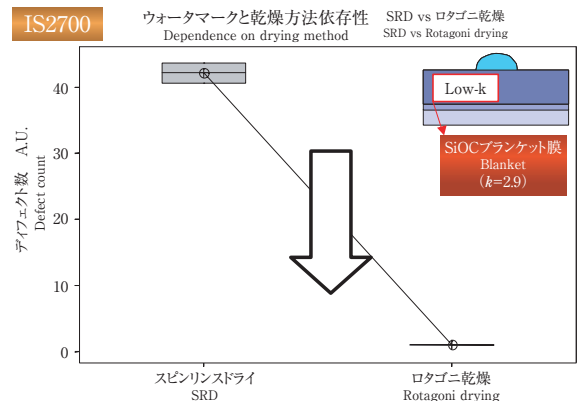 IS2700
ウォータマークと乾燥方法依存性
Dependence on drying method
SRD vs ロタゴニ乾燥
SRD vs Rotagoni drying
ディフェクト数 A.U.
Defect count
40
30
20
10
0
Low-k
SiOCブランケット膜
Blanket
(k=2.9)
スピンリンスドライ
SRD
ロタゴニ乾燥
Rotagoni drying